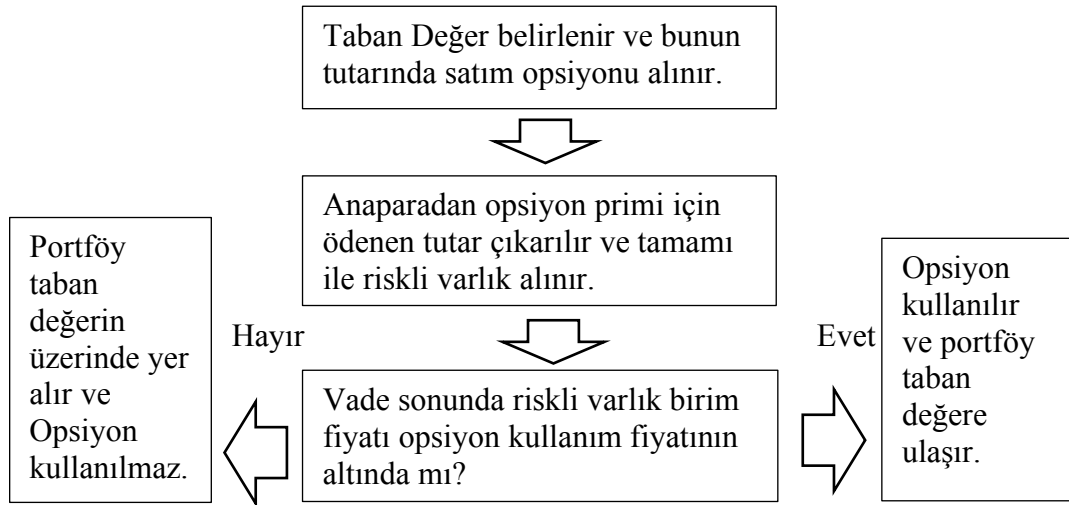 Taban Değer belirlenir ve bunun
tutarında satım opsiyonu alınır.
Anaparadan opsiyon primi için
ödenen tutar çıkarılır ve tamamı
ile riskli varlık alınır.
Hayır
Evet
Vade sonunda riskli varlık birim
fiyatı opsiyon kullanım fiyatının
altında mı?
Portföy
taban
değerin
üzerinde yer
alır ve
Opsiyon
kullanılmaz.
Opsiyon
kullanılır
ve portföy
taban
değere
ulaşır.